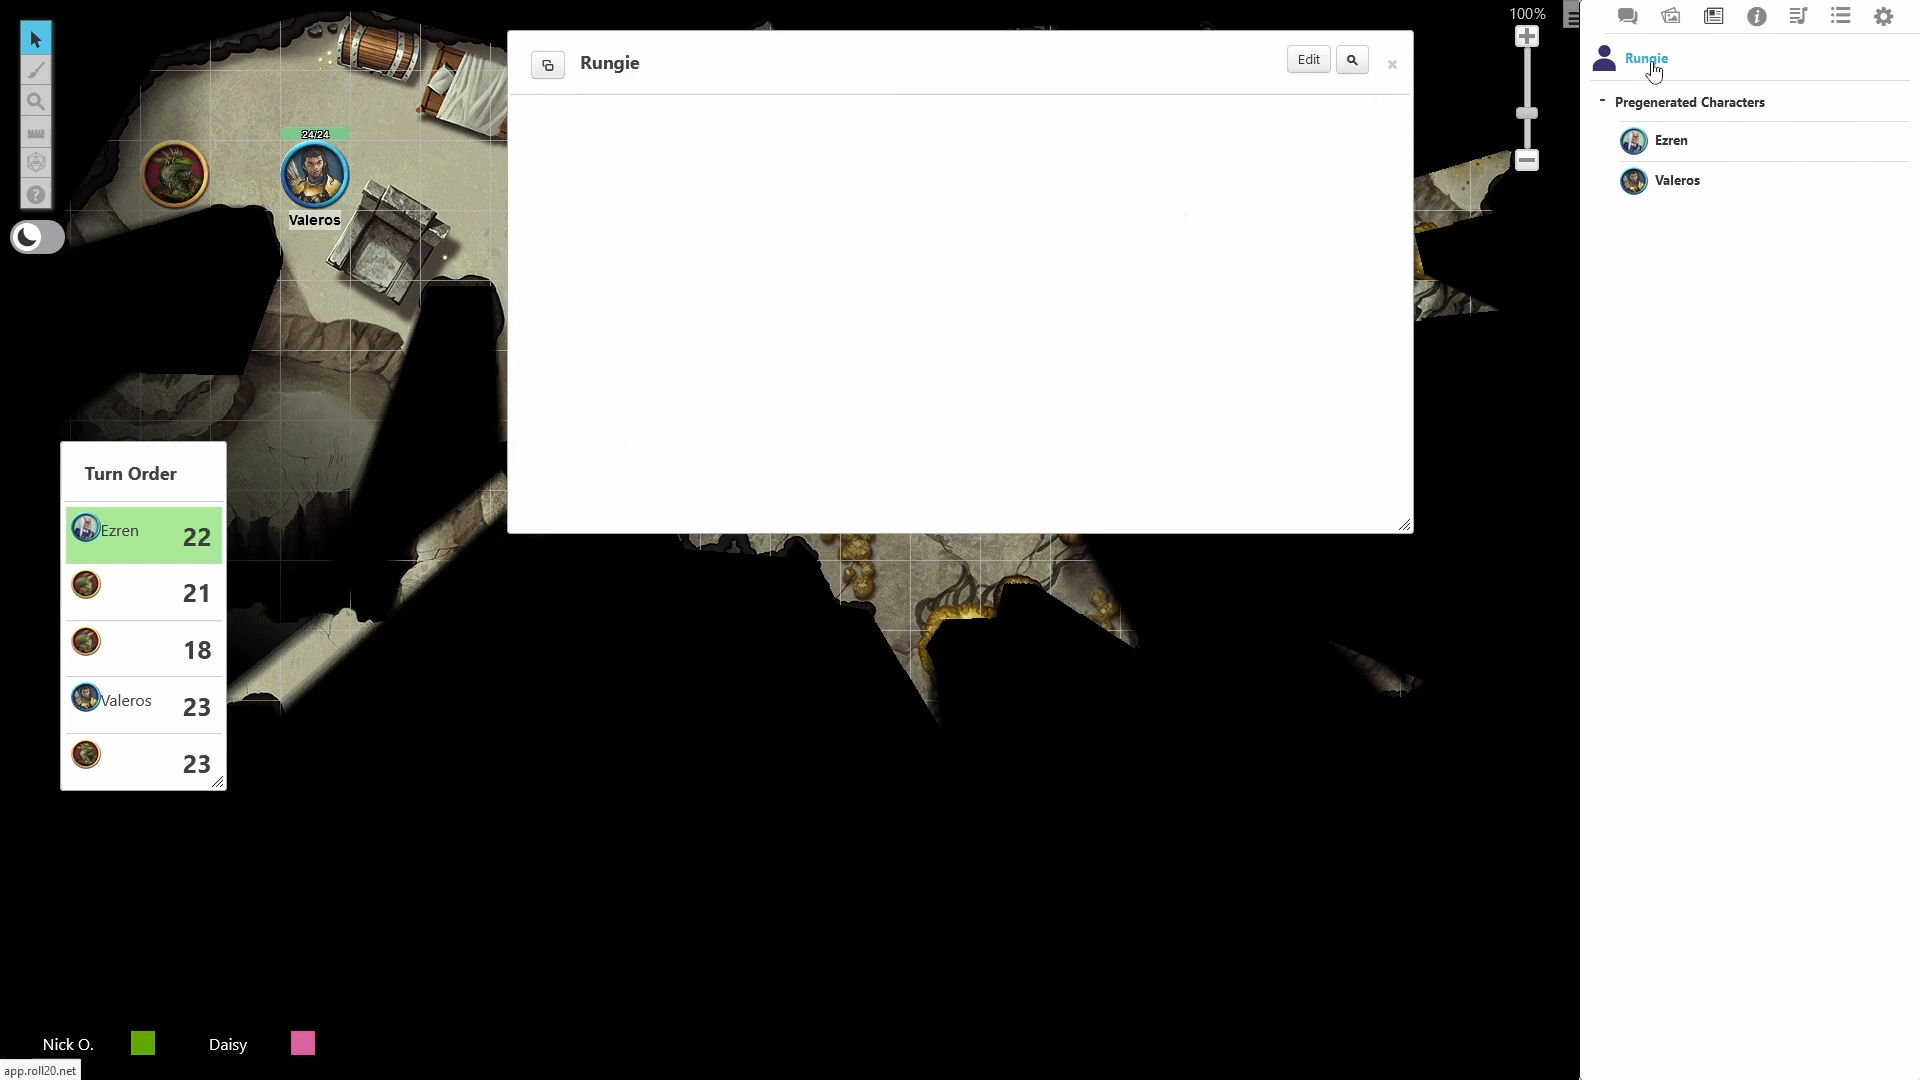 100%
Rungie
Edit
Rungie
Pregenerated Characters
Ezren
Valeros
24/24
Valeros
Turn Order
Ezren 22
21
18
Valeros 23
23
Nick O.
Daisy
app.roll20.net